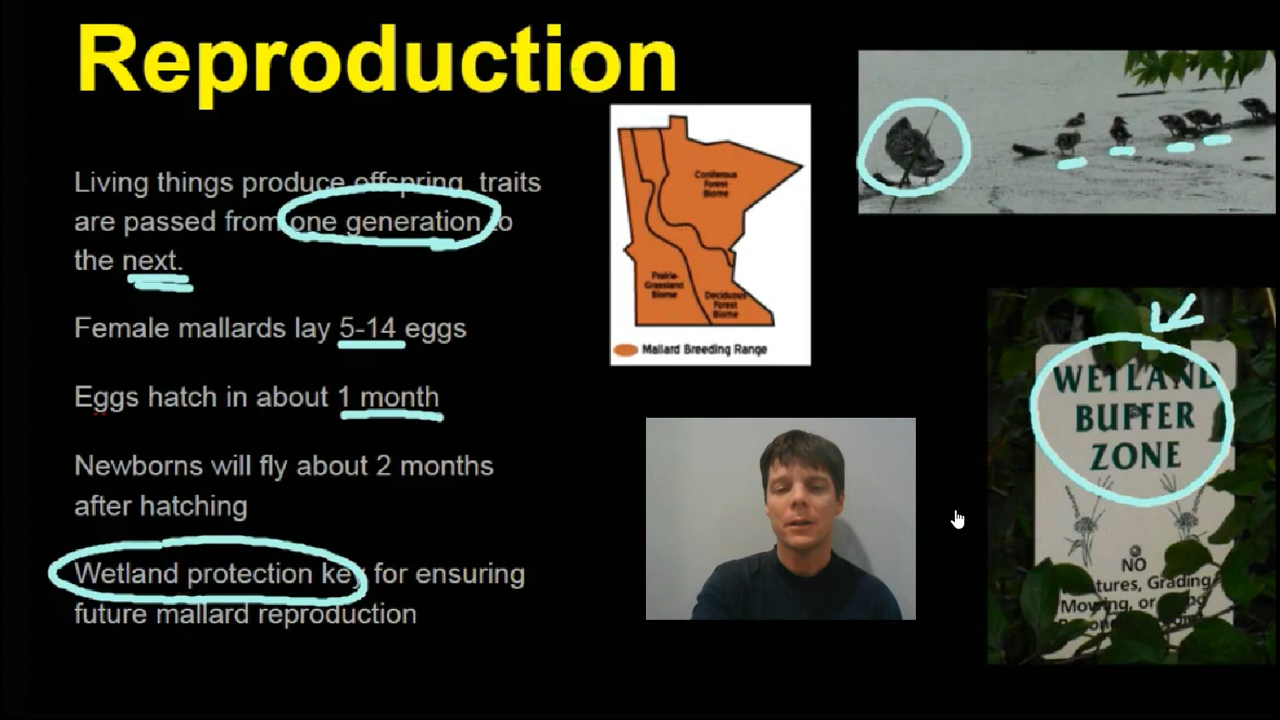 Reproduction
Living things produce offspring, traits
are passed from one generation to
the next.
Female mallards lay 5-14 eggs
Eggs hatch in about 1 month
Newborns will fly about 2 months
after hatching
Wetland protection key for ensuring
future mallard reproduction
Coniferous
Forest
Biome
Prairie-
Grassland
Biome
Deciduous
Forest
Biome
Mallard Breeding Range
WETLAND
BUFFER
ZONE
NO
Grading
Mowing, or